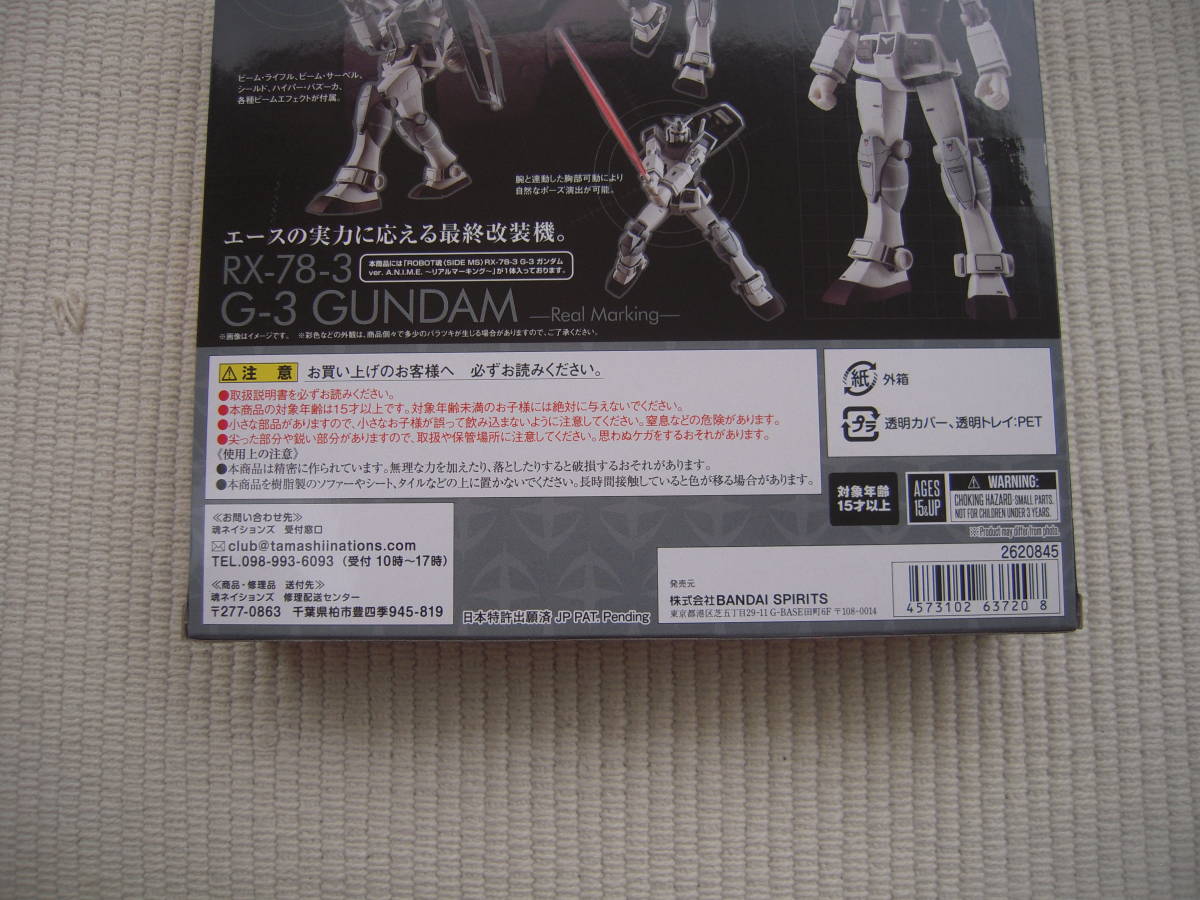 ビーム・ライフル、ビーム・サーベル、
シールド、ハイパー・バズーカ、
各種ビームエフェクトが付属。
腕と連動した胸部可動により
自然なポーズ演出が可能。
エースの実力に応える最終改装機。
RX-78-3
本商品には「ROBOT魂〈SIDE MS〉RX-78-3 G-3 ガンダム
ver. A.N.I.M.E. ～リアルマーキング～」が1体入っております。
G-3 GUNDAM —Real Marking—
※画像はイメージです。 ※彩色などの外観は、商品個々で多少のバラツキが生じる場合がありますので、ご了承ください。
⚠注意 お買い上げのお客様へ 必ずお読みください。
●取扱説明書を必ずお読みください。
●本商品の対象年齢は15才以上です。対象年齢未満のお子様には絶対に与えないでください。
●小さな部品がありますので、小さなお子様が誤って飲み込まないように注意してください。窒息などの危険があります。
●尖った部分や鋭い部分がありますので、取扱や保管場所に注意してください。思わぬケガをするおそれがあります。
《使用上の注意》
●本商品は精密に作られています。無理な力を加えたり、落としたりすると破損するおそれがあります。
●本商品を樹脂製のソファーやシート、タイルなどの上に置かないでください。長時間接触していると色が移る場合があります。
紙 外箱
プラ 透明カバー、透明トレイ:PET
対象年齢
15才以上
AGES
15&UP
⚠ WARNING:
CHOKING HAZARD-SMALL PARTS.
NOT FOR CHILDREN UNDER 3 YEARS.
※Product may differ from photo.
≪お問い合わせ先≫
魂ネイションズ 受付窓口
✉club@tamashiinations.com
TEL.098-993-6093 (受付 10時～17時)
≪商品・修理品 送付先≫
魂ネイションズ 修理配送センター
〒277-0863 千葉県柏市豊四季945-819
日本特許出願済 JP PAT. Pending
2620845
発売元
株式会社BANDAI SPIRITS
東京都港区芝五丁目29-11 G-BASE田町6F 〒108-0014
4573102 637208